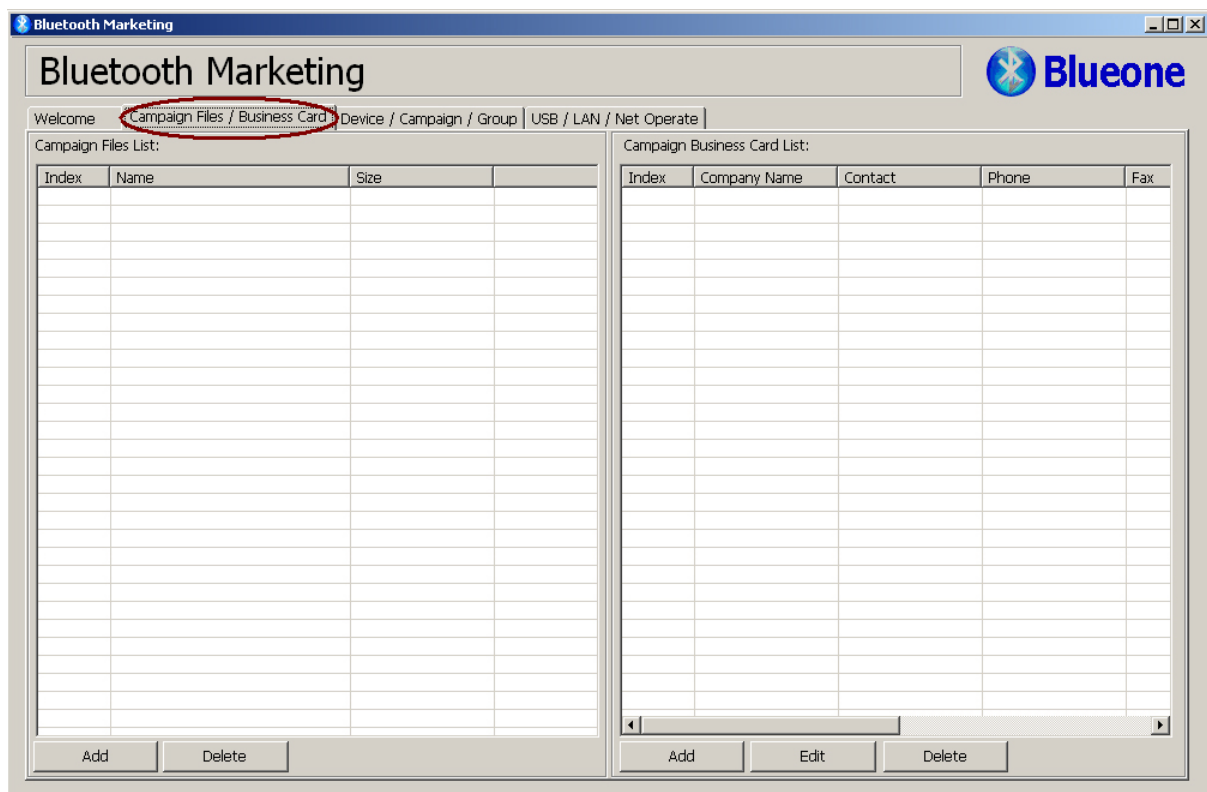 Bluetooth Marketing
Bluetooth Marketing
Blueone
Welcome
Campaign Files / Business Card
Device / Campaign / Group
USB / LAN / Net Operate
Campaign Files List:
Index Name Size
Add Delete
Campaign Business Card List:
Index Company Name Contact Phone Fax
Add Edit Delete